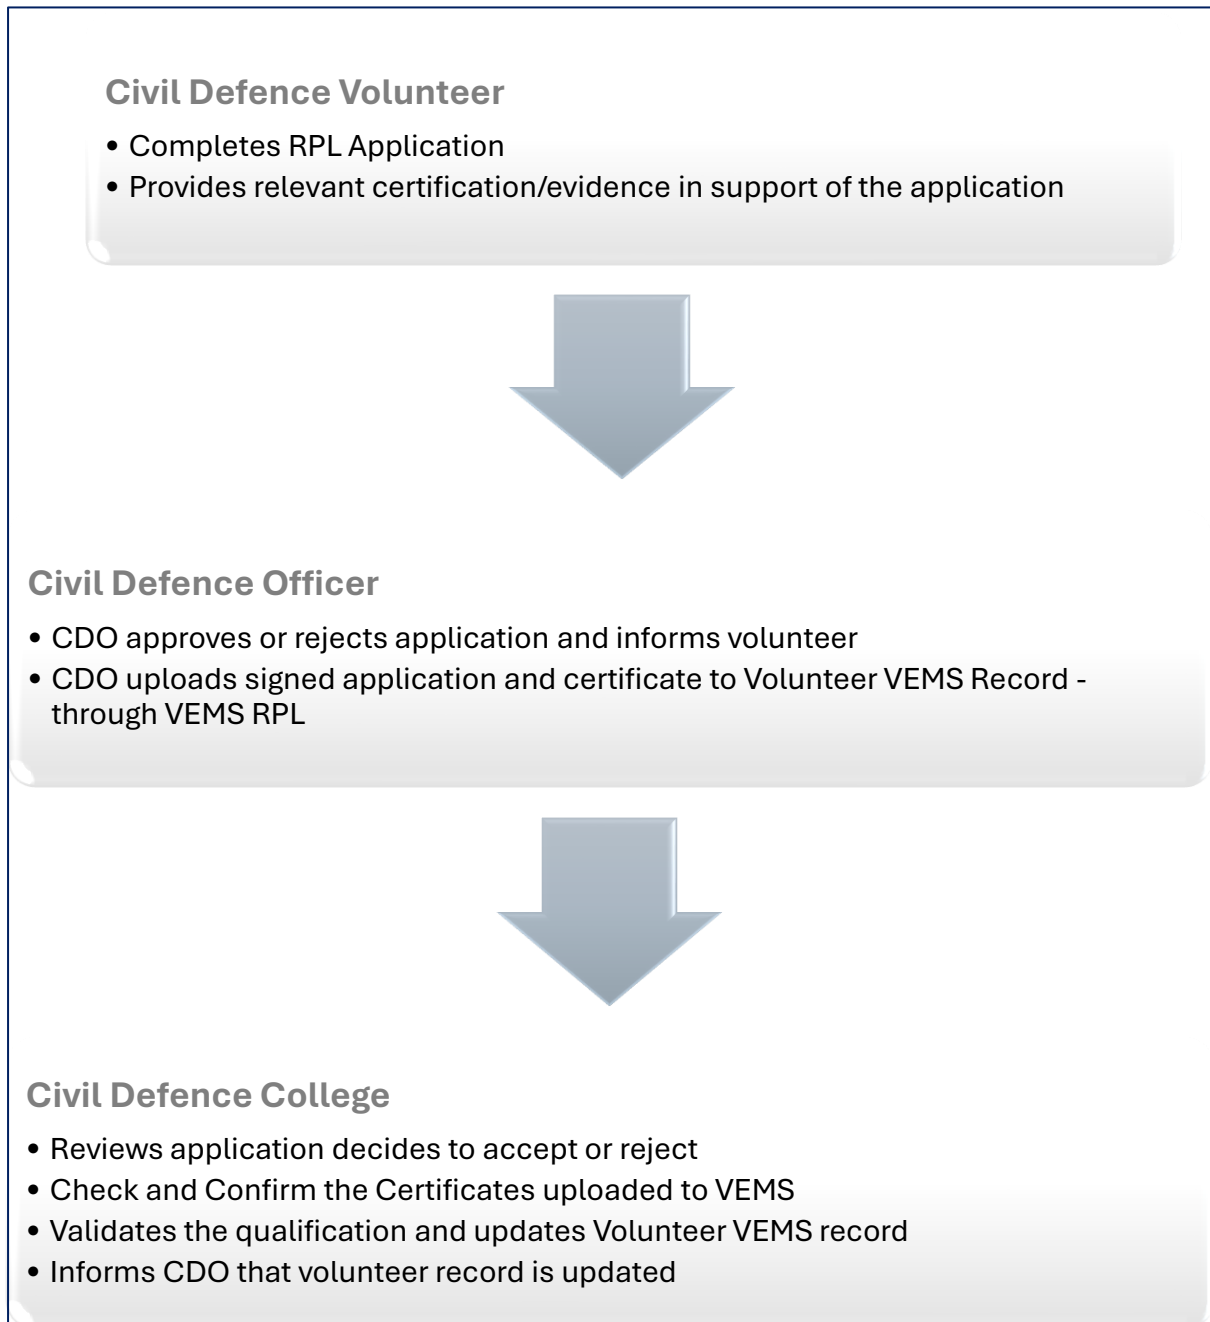 Civil Defence Volunteer
• Completes RPL Application
• Provides relevant certification/evidence in support of the application
Civil Defence Officer
• CDO approves or rejects application and informs volunteer
• CDO uploads signed application and certificate to Volunteer VEMS Record -
through VEMS RPL
Civil Defence College
• Reviews application decides to accept or reject
• Check and Confirm the Certificates uploaded to VEMS
• Validates the qualification and updates Volunteer VEMS record
• Informs CDO that volunteer record is updated